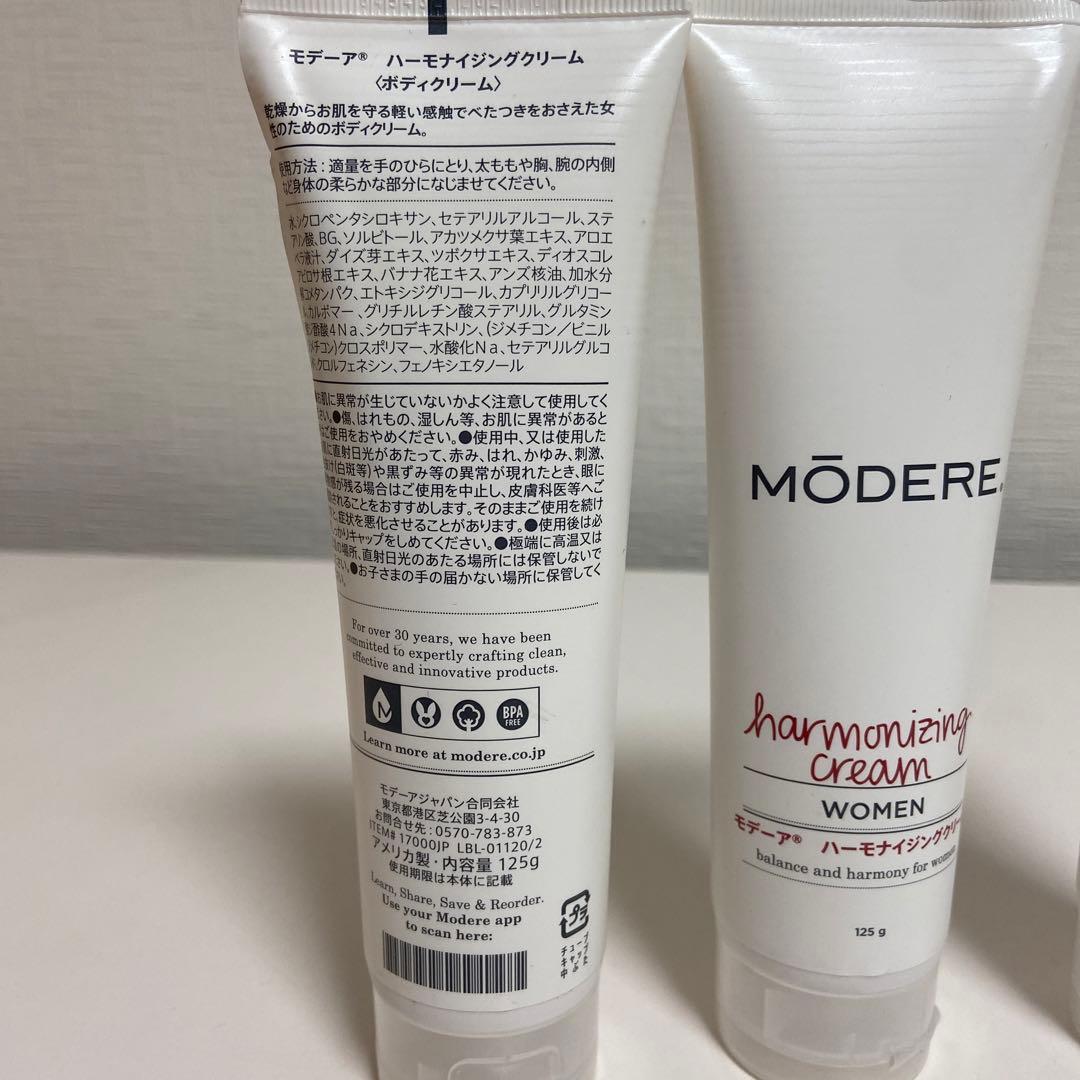 モデーア® ハーモナイジングクリーム
〈ボディクリーム〉
乾燥からお肌を守る軽い感触でべたつきをおさえた女
性のためのボディクリーム。
使用方法：適量を手のひらにとり、太ももや胸、腕の内側
など身体の柔らかな部分になじませてください。
水、シクロペンタシロキサン、セテアリルアルコール、ステ
アリン酸、BG、ソルビトール、アカツメクサ葉エキス、アロエ
ベラ液汁、ダイズ芽エキス、ツボクサエキス、ディオスコレ
アビロサ根エキス、バナナ花エキス、アンズ核油、加水分
解コメタンパク、エトキシジグリコール、カプリリルグリコー
ル、カルボマー、グリチルレチン酸ステアリル、グルタミン
酸ニ酢酸４Ｎａ、シクロデキストリン、(ジメチコン／ビニル
ジメチコン)クロスポリマー、水酸化Ｎａ、セテアリルグルコ
シド、クロルフェネシン、フェノキシエタノール
お肌に異常が生じていないかよく注意して使用してく
ださい。●傷、はれもの、湿しん等、お肌に異常があると
はご使用をおやめください。●使用中、又は使用した
肌に直射日光があたって、赤み、はれ、かゆみ、刺激、
抜け(白斑等)や黒ずみ等の異常が現れたとき、眼に
感が残る場合はご使用を中止し、皮膚科医等へご
されることをおすすめします。そのままご使用を続け
と、症状を悪化させることがあります。●使用後は必
しっかりキャップをしめてください。●極端に高温又は
の場所、直射日光のあたる場所には保管しないで
ださい。●お子さまの手の届かない場所に保管してく
い。
For over 30 years, we have been
committed to expertly crafting clean,
effective and innovative products.
BPA
FREE
Learn more at modere.co.jp
モデーアジャパン合同会社
東京都港区芝公園3-4-30
お問合せ先：0570-783-873
ITEM# 17000JP LBL-01120/2
アメリカ製・内容量 125g
使用期限は本体に記載
Learn, Share, Save & Reorder.
Use your Modere app
to scan here:
プラ
チューブ
キャップ
中ぶた
MōDERE®
harmonizing
cream
WOMEN
モデーア® ハーモナイジングクリーム
balance and harmony for women
125 g